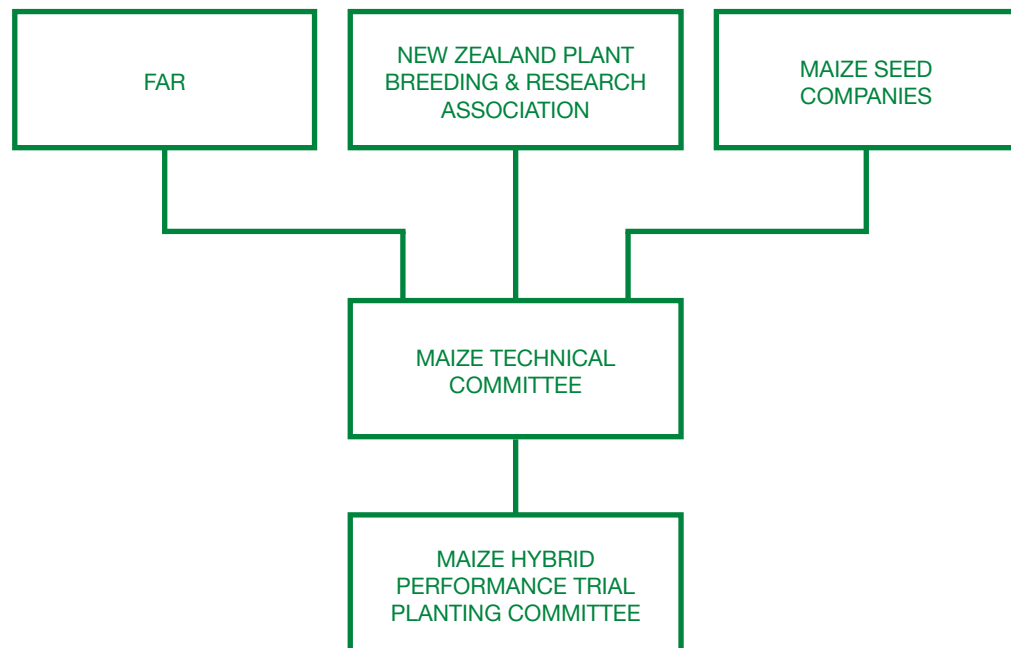 FAR
NEW ZEALAND PLANT
BREEDING & RESEARCH
ASSOCIATION
MAIZE SEED
COMPANIES
MAIZE TECHNICAL
COMMITTEE
MAIZE HYBRID
PERFORMANCE TRIAL
PLANTING COMMITTEE